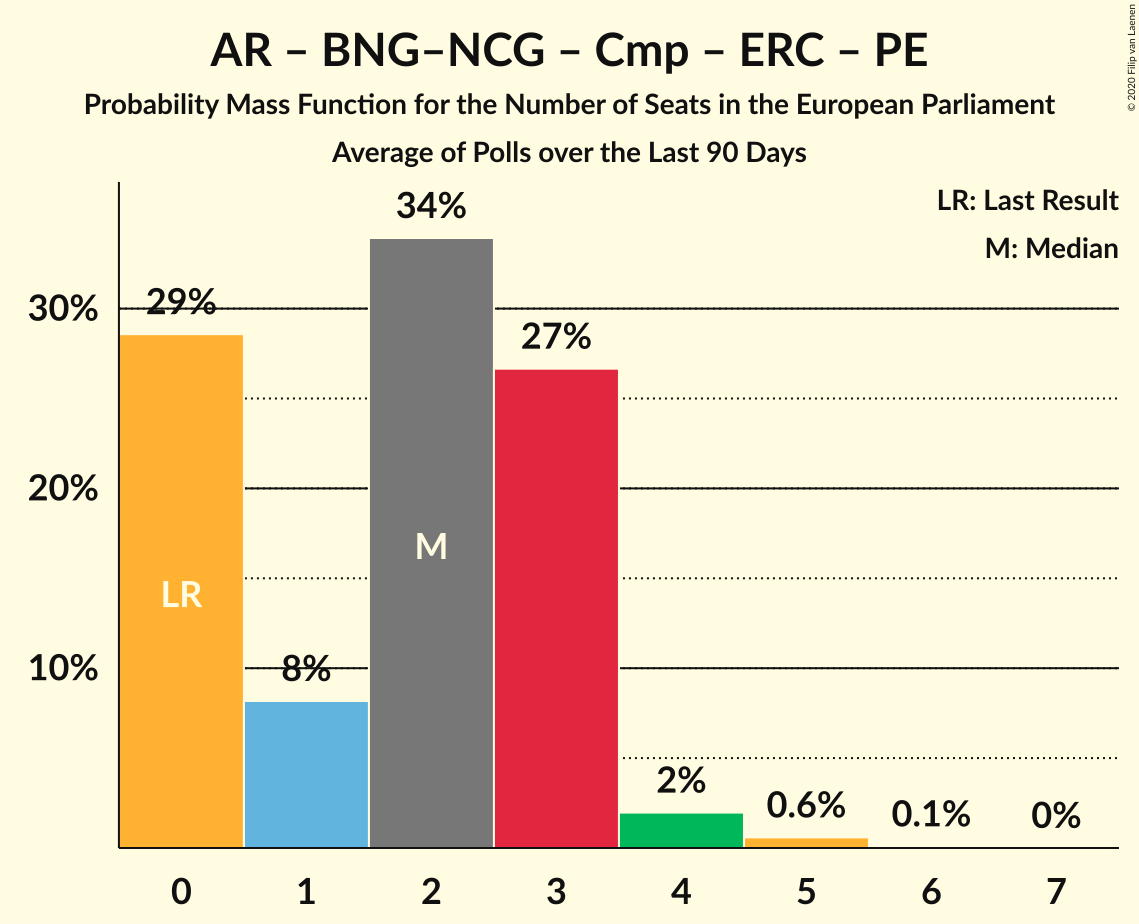 AR – BNG–NCG – Cmp – ERC – PE
Probability Mass Function for the Number of Seats in the European Parliament
Average of Polls over the Last 90 Days
© 2020 Filip van Laenen
LR: Last Result
M: Median
34%
29%
27%
8%
2%
0.6%
0.1%
0%
30%
20%
10%
LR
M
0 1 2 3 4 5 6 7